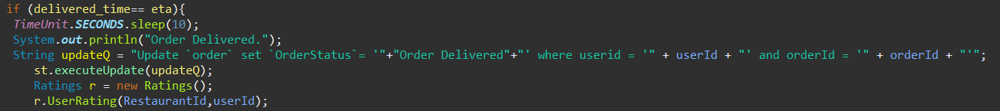 if (delivered_time== eta){
TimeUnit.SECONDS.sleep(10);
System.out.println("Order Delivered.");
String updateQ = "Update `order` set `OrderStatus`= '"+"Order Delivered"+"' where userid = '" + userId + "' and orderId = '" + orderId + "'";
st.executeUpdate(updateQ);
Ratings r = new Ratings();
r.UserRating(RestaurantId,userId);